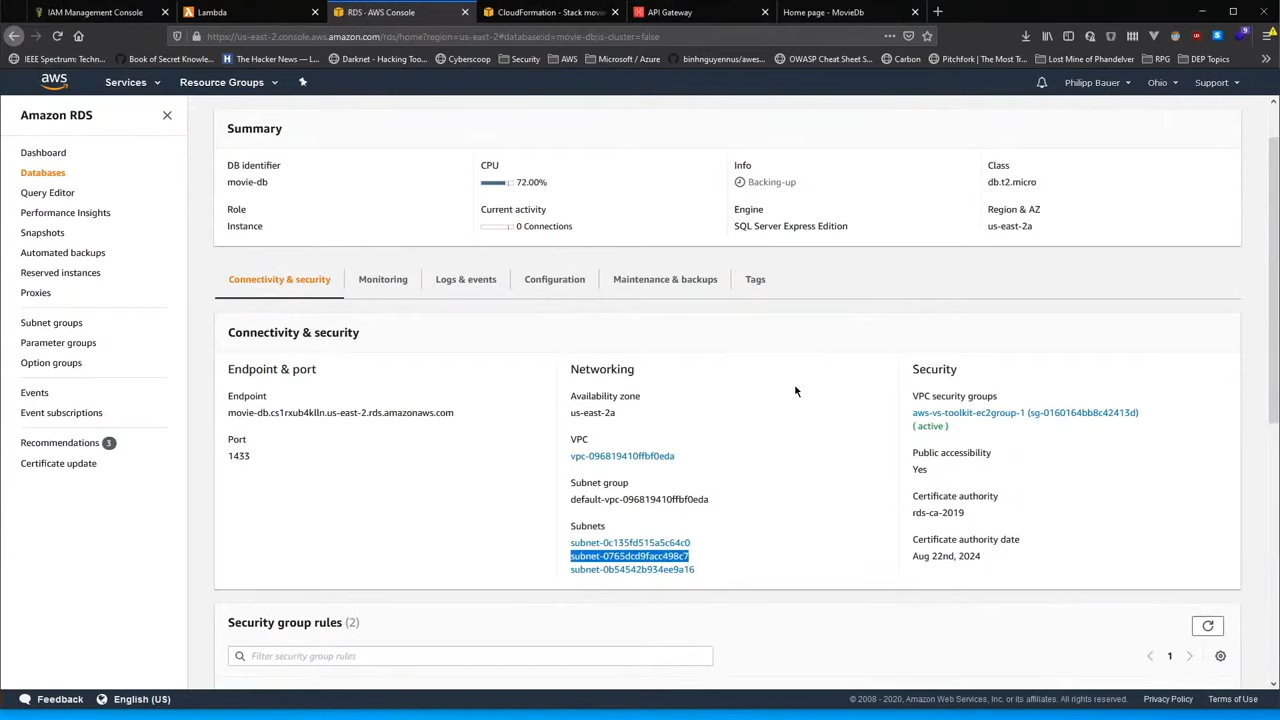 IAM Management Console
Lambda
RDS - AWS Console
CloudFormation - Stack movi
API Gateway
Home page - MovieDb
https://us-east-2.console.aws.amazon.com/rds/home?region=us-east-2#database:id=movie-db;is-cluster=false
IEEE Spectrum: Techn...
Book of Secret Knowle...
The Hacker News — L...
Darknet - Hacking Too...
Cyberscoop
Security
AWS
Microsoft / Azure
binhnguyennus/awes...
OWASP Cheat Sheet S...
Carbon
Pitchfork | The Most Tr...
Lost Mine of Phandelver
RPG
DEP Topics
aws
Services
Resource Groups
Philipp Bauer
Ohio
Support
Amazon RDS
Dashboard
Databases
Query Editor
Performance Insights
Snapshots
Automated backups
Reserved instances
Proxies
Subnet groups
Parameter groups
Option groups
Events
Event subscriptions
Recommendations 3
Certificate update
Summary
DB identifier
movie-db
CPU
72.00%
Info
Backing-up
Class
db.t2.micro
Role
Instance
Current activity
0 Connections
Engine
SQL Server Express Edition
Region & AZ
us-east-2a
Connectivity & security
Monitoring
Logs & events
Configuration
Maintenance & backups
Tags
Connectivity & security
Endpoint & port
Endpoint
movie-db.cs1rxub4klln.us-east-2.rds.amazonaws.com
Port
1433
Networking
Availability zone
us-east-2a
VPC
vpc-096819410ffbf0eda
Subnet group
default-vpc-096819410ffbf0eda
Subnets
subnet-0c135fd515a5c64c0
subnet-0765dcd9facc498c7
subnet-0b54542b934ee9a16
Security
VPC security groups
aws-vs-toolkit-ec2group-1 (sg-0160164bb8c42413d)
( active )
Public accessibility
Yes
Certificate authority
rds-ca-2019
Certificate authority date
Aug 22nd, 2024
Security group rules (2)
Filter security group rules
1
Feedback
English (US)
© 2008 - 2020, Amazon Web Services, Inc. or its affiliates. All rights reserved.
Privacy Policy
Terms of Use